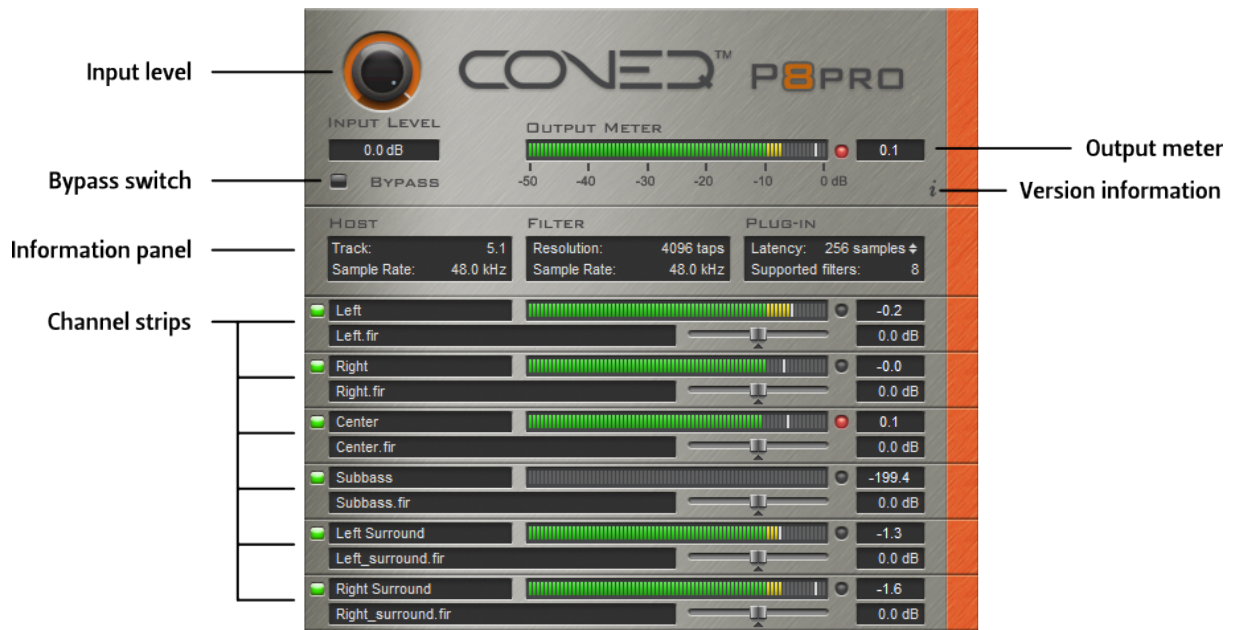 Input level
CONEQ™ P8PRO
INPUT LEVEL
0.0 dB
OUTPUT METER
0.1
Output meter
Bypass switch
BYPASS
-50 -40 -30 -20 -10 0 dB
i
Version information
Information panel
HOST
Track: 5.1
Sample Rate: 48.0 kHz
FILTER
Resolution: 4096 taps
Sample Rate: 48.0 kHz
PLUG-IN
Latency: 256 samples
Supported filters: 8
Channel strips
Left -0.2
Left.fir 0.0 dB
Right -0.0
Right.fir 0.0 dB
Center 0.1
Center.fir 0.0 dB
Subbass -199.4
Subbass.fir 0.0 dB
Left Surround -1.3
Left_surround.fir 0.0 dB
Right Surround -1.6
Right_surround.fir 0.0 dB